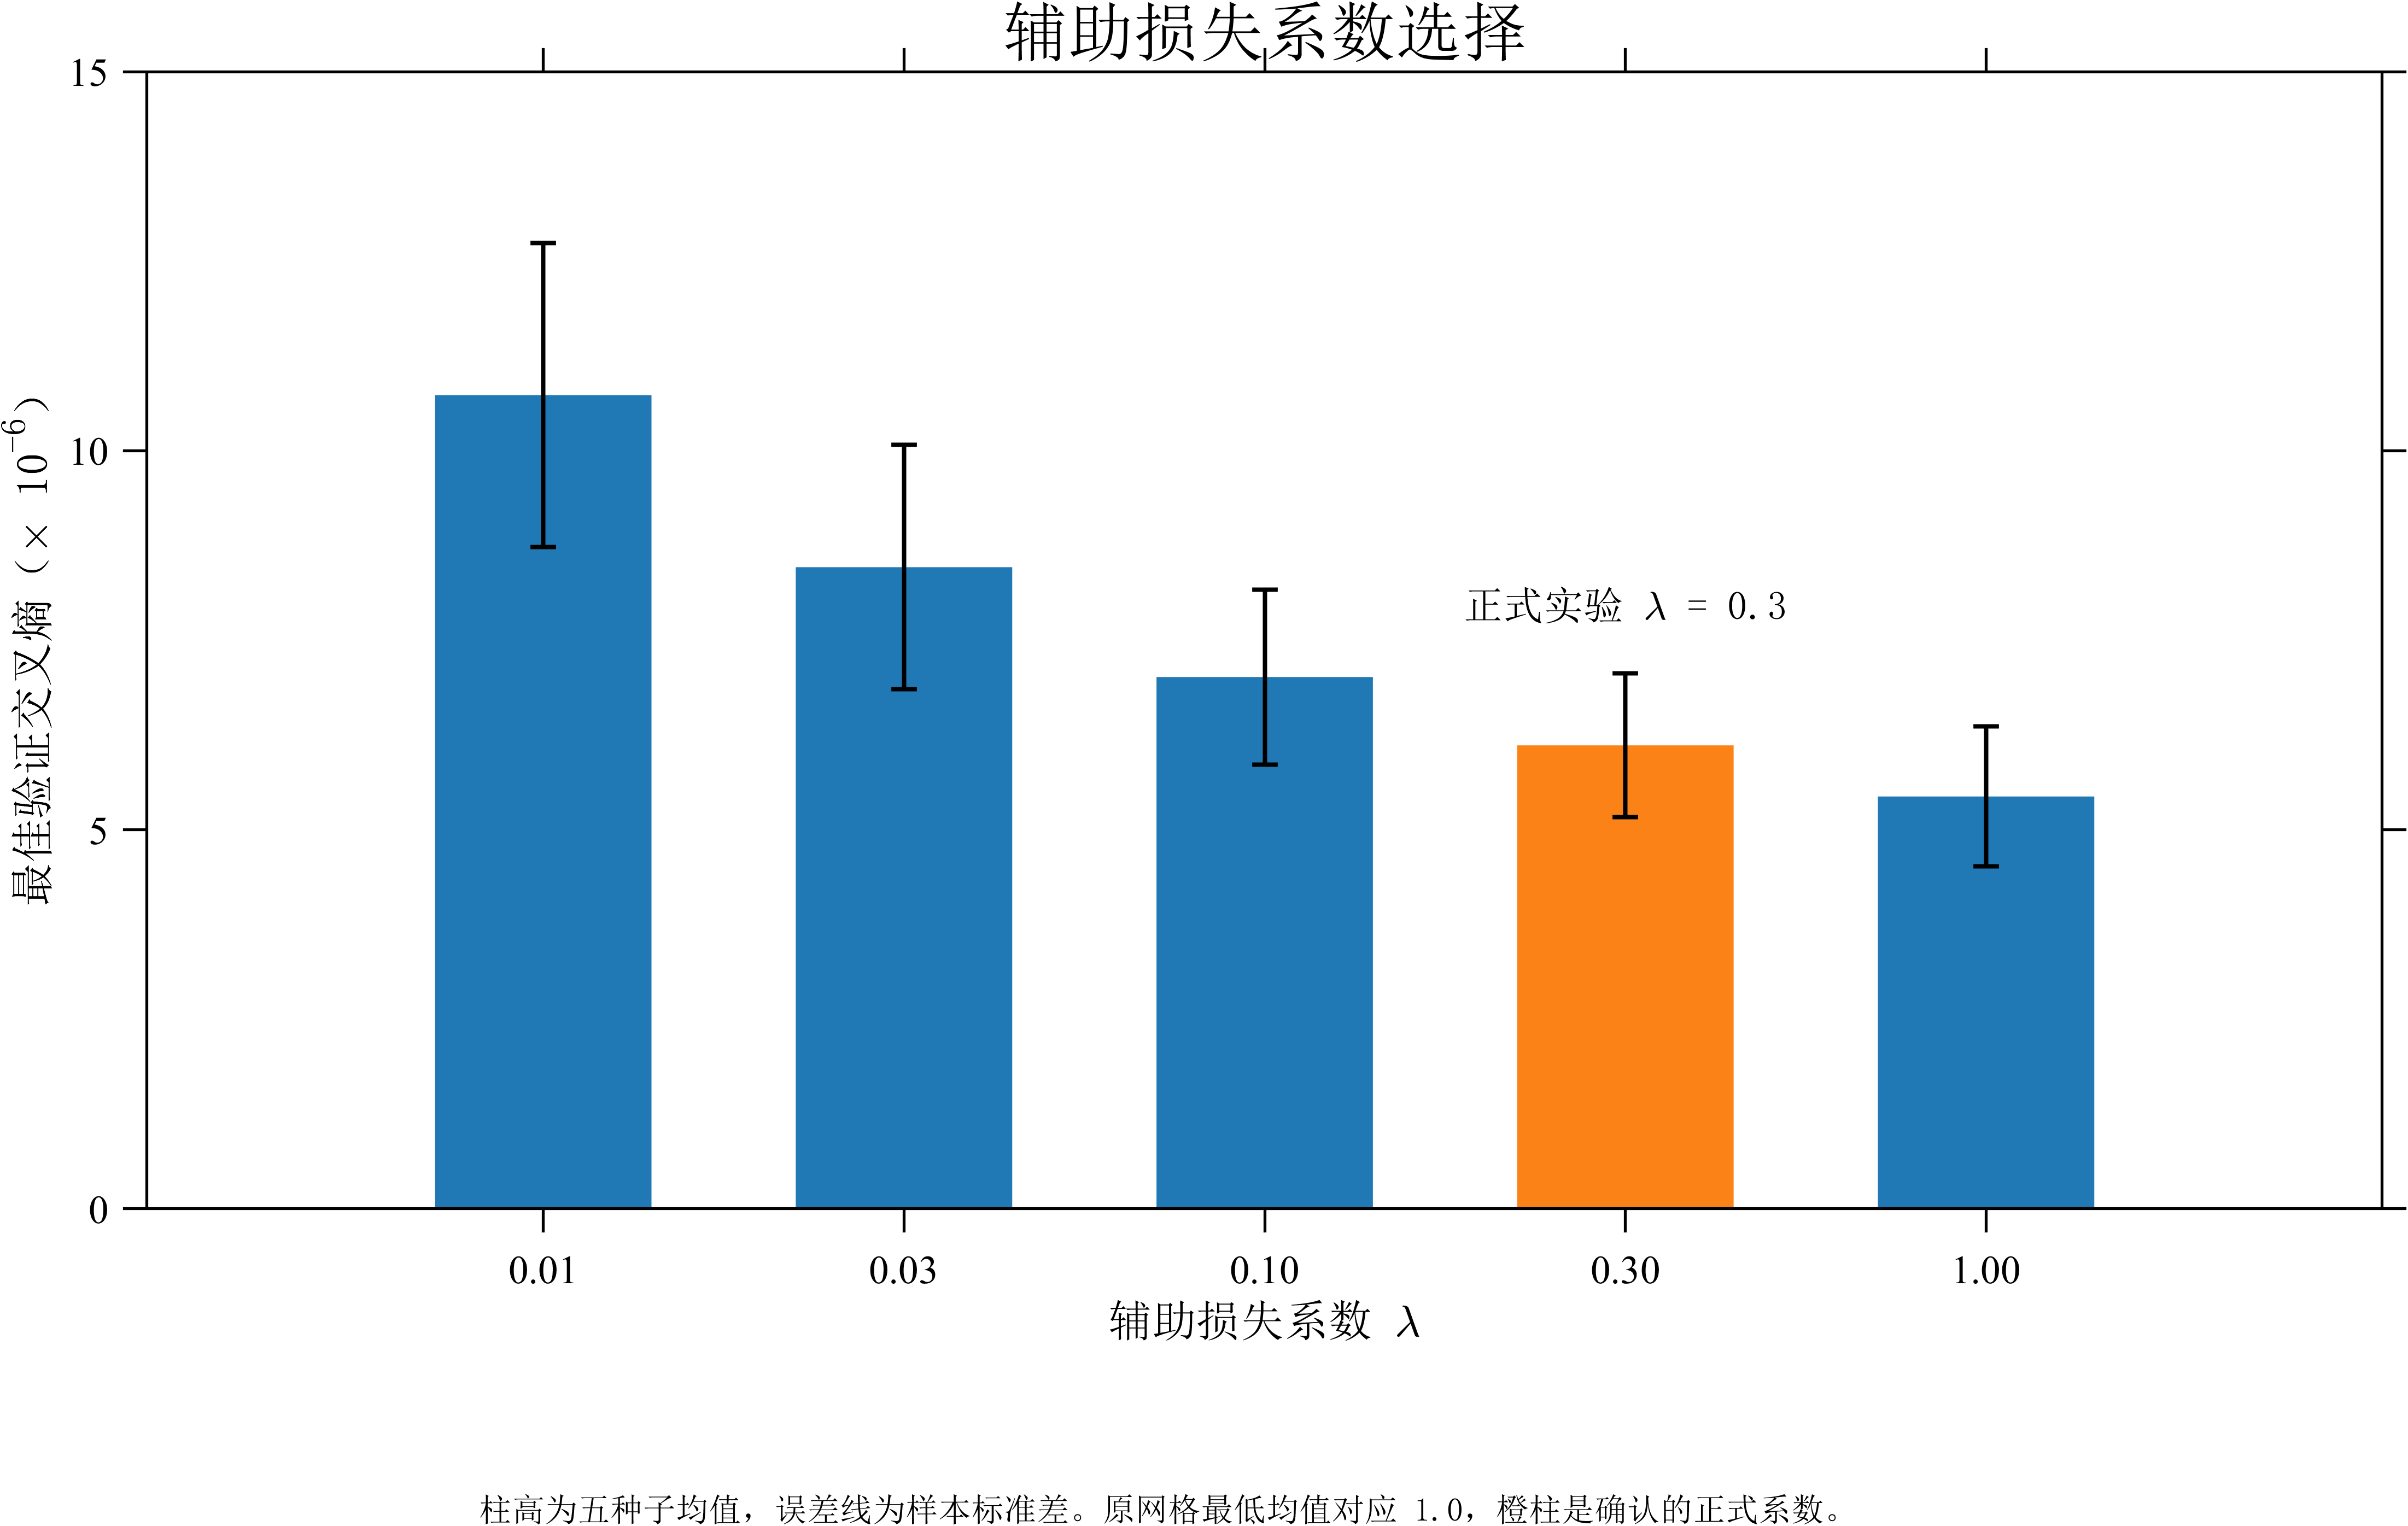 辅助损失系数选择
最佳验证交叉熵（× 10⁻⁶）
15
10
5
0
正式实验 λ = 0.3
0.01 0.03 0.10 0.30 1.00
辅助损失系数 λ
柱高为五种子均值，误差线为样本标准差。原网格最低均值对应 1.0，橙柱是确认的正式系数。